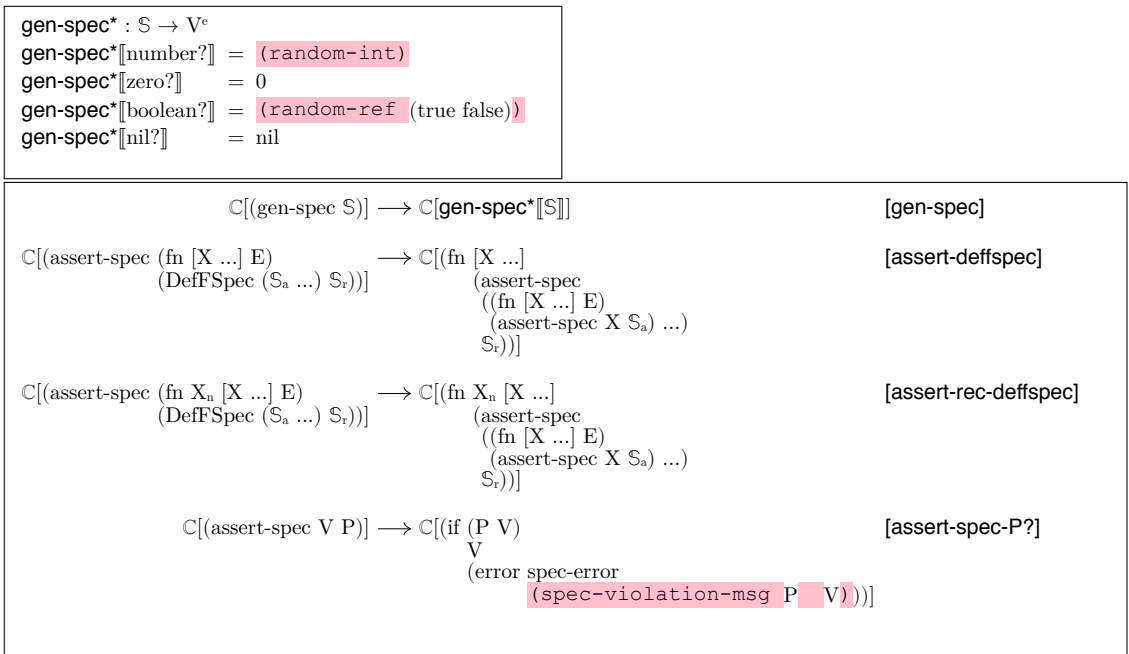 gen-spec* : 𝕊 → Vᵉ
gen-spec*⟦number?⟧ = (random-int)
gen-spec*⟦zero?⟧ = 0
gen-spec*⟦boolean?⟧ = (random-ref (true false))
gen-spec*⟦nil?⟧ = nil
ℂ[(gen-spec 𝕊)] ⟶ ℂ[gen-spec*⟦𝕊⟧] [gen-spec]
ℂ[(assert-spec (fn [X ...] E) ⟶ ℂ[(fn [X ...] [assert-deffspec]
(DefFSpec (𝕊ₐ ...) 𝕊ᵣ))] (assert-spec
((fn [X ...] E)
(assert-spec X 𝕊ₐ) ...)
𝕊ᵣ))]
ℂ[(assert-spec (fn Xₙ [X ...] E) ⟶ ℂ[(fn Xₙ [X ...] [assert-rec-deffspec]
(DefFSpec (𝕊ₐ ...) 𝕊ᵣ))] (assert-spec
((fn [X ...] E)
(assert-spec X 𝕊ₐ) ...)
𝕊ᵣ))]
ℂ[(assert-spec V P)] ⟶ ℂ[(if (P V) [assert-spec-P?]
V
(error spec-error
(spec-violation-msg P V)))]